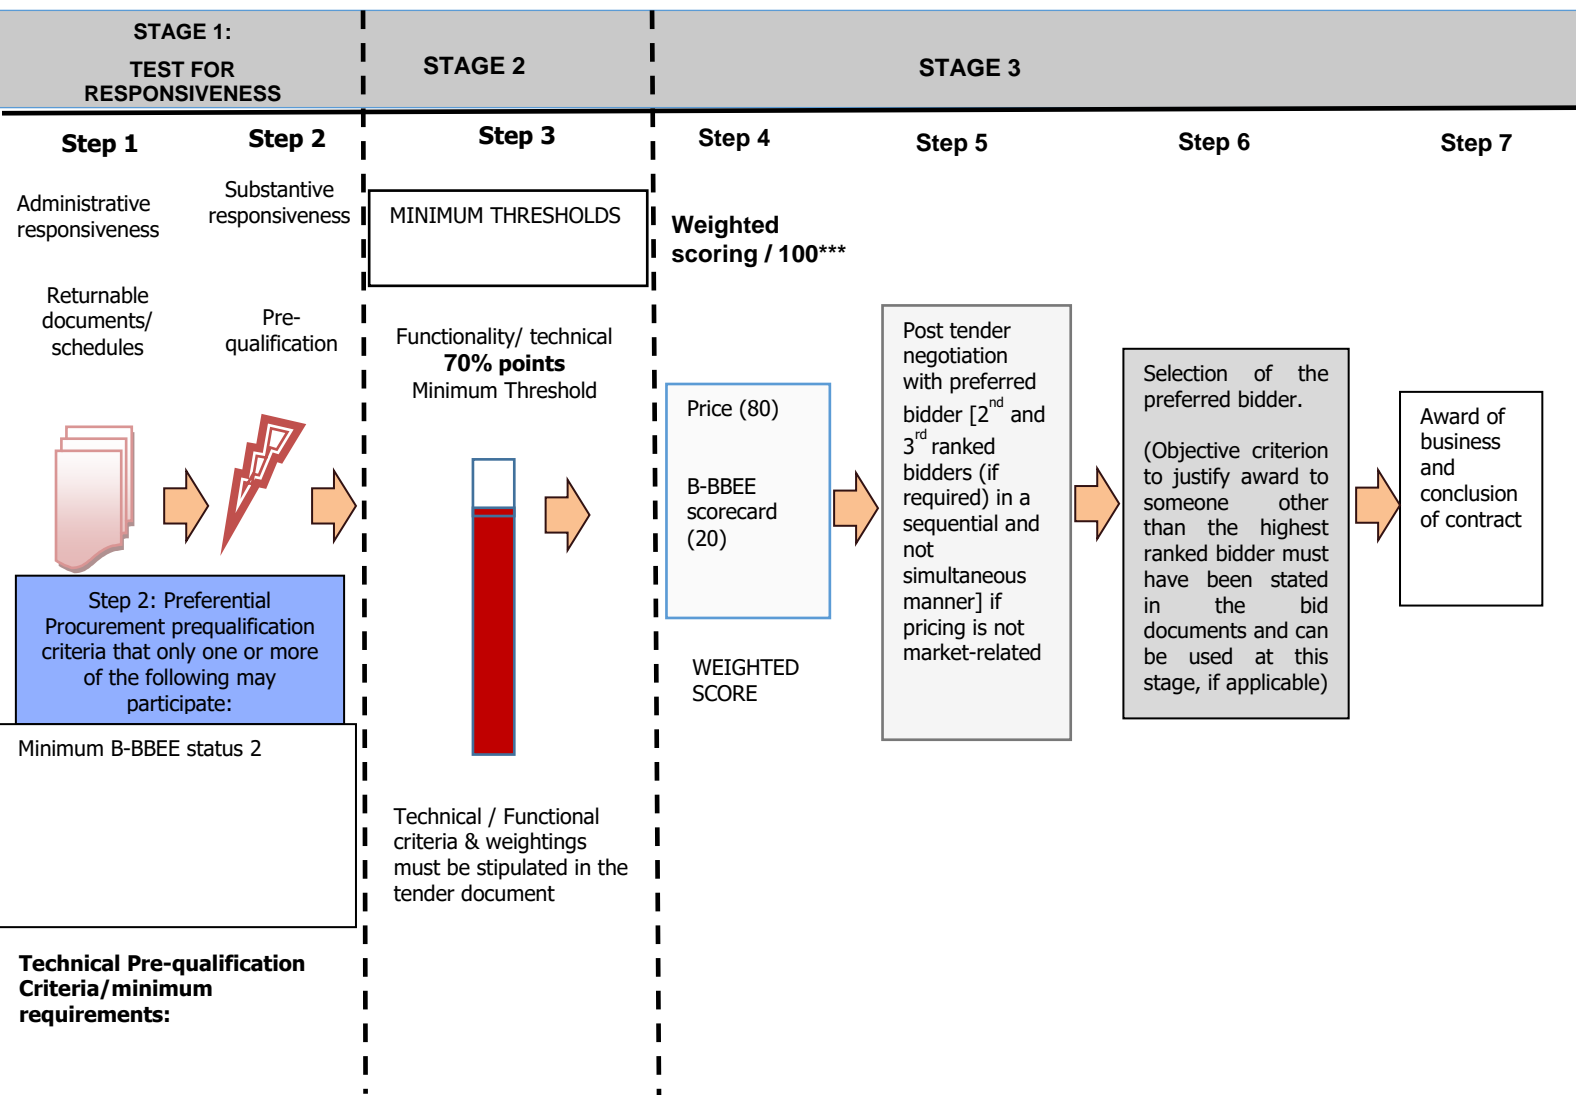 STAGE 1:
TEST FOR
RESPONSIVENESS
STAGE 2
STAGE 3
Step 1
Step 2
Step 3
Step 4
Step 5
Step 6
Step 7
Administrative
responsiveness
Substantive
responsiveness
Returnable
documents/
schedules
Pre-
qualification
Step 2: Preferential
Procurement prequalification
criteria that only one or more
of the following may
participate:
Minimum B-BBEE status 2
Technical Pre-qualification
Criteria/minimum
requirements:
MINIMUM THRESHOLDS
Functionality/ technical
70% points
Minimum Threshold
Technical / Functional
criteria & weightings
must be stipulated in the
tender document
Weighted
scoring / 100***
Price (80)
B-BBEE
scorecard
(20)
WEIGHTED
SCORE
Post tender
negotiation
with preferred
bidder [2nd and
3rd ranked
bidders (if
required) in a
sequential and
not
simultaneous
manner] if
pricing is not
market-related
Selection of the
preferred bidder.
(Objective criterion
to justify award to
someone other
than the highest
ranked bidder must
have been stated
in the bid
documents and can
be used at this
stage, if applicable)
Award of
business
and
conclusion
of contract